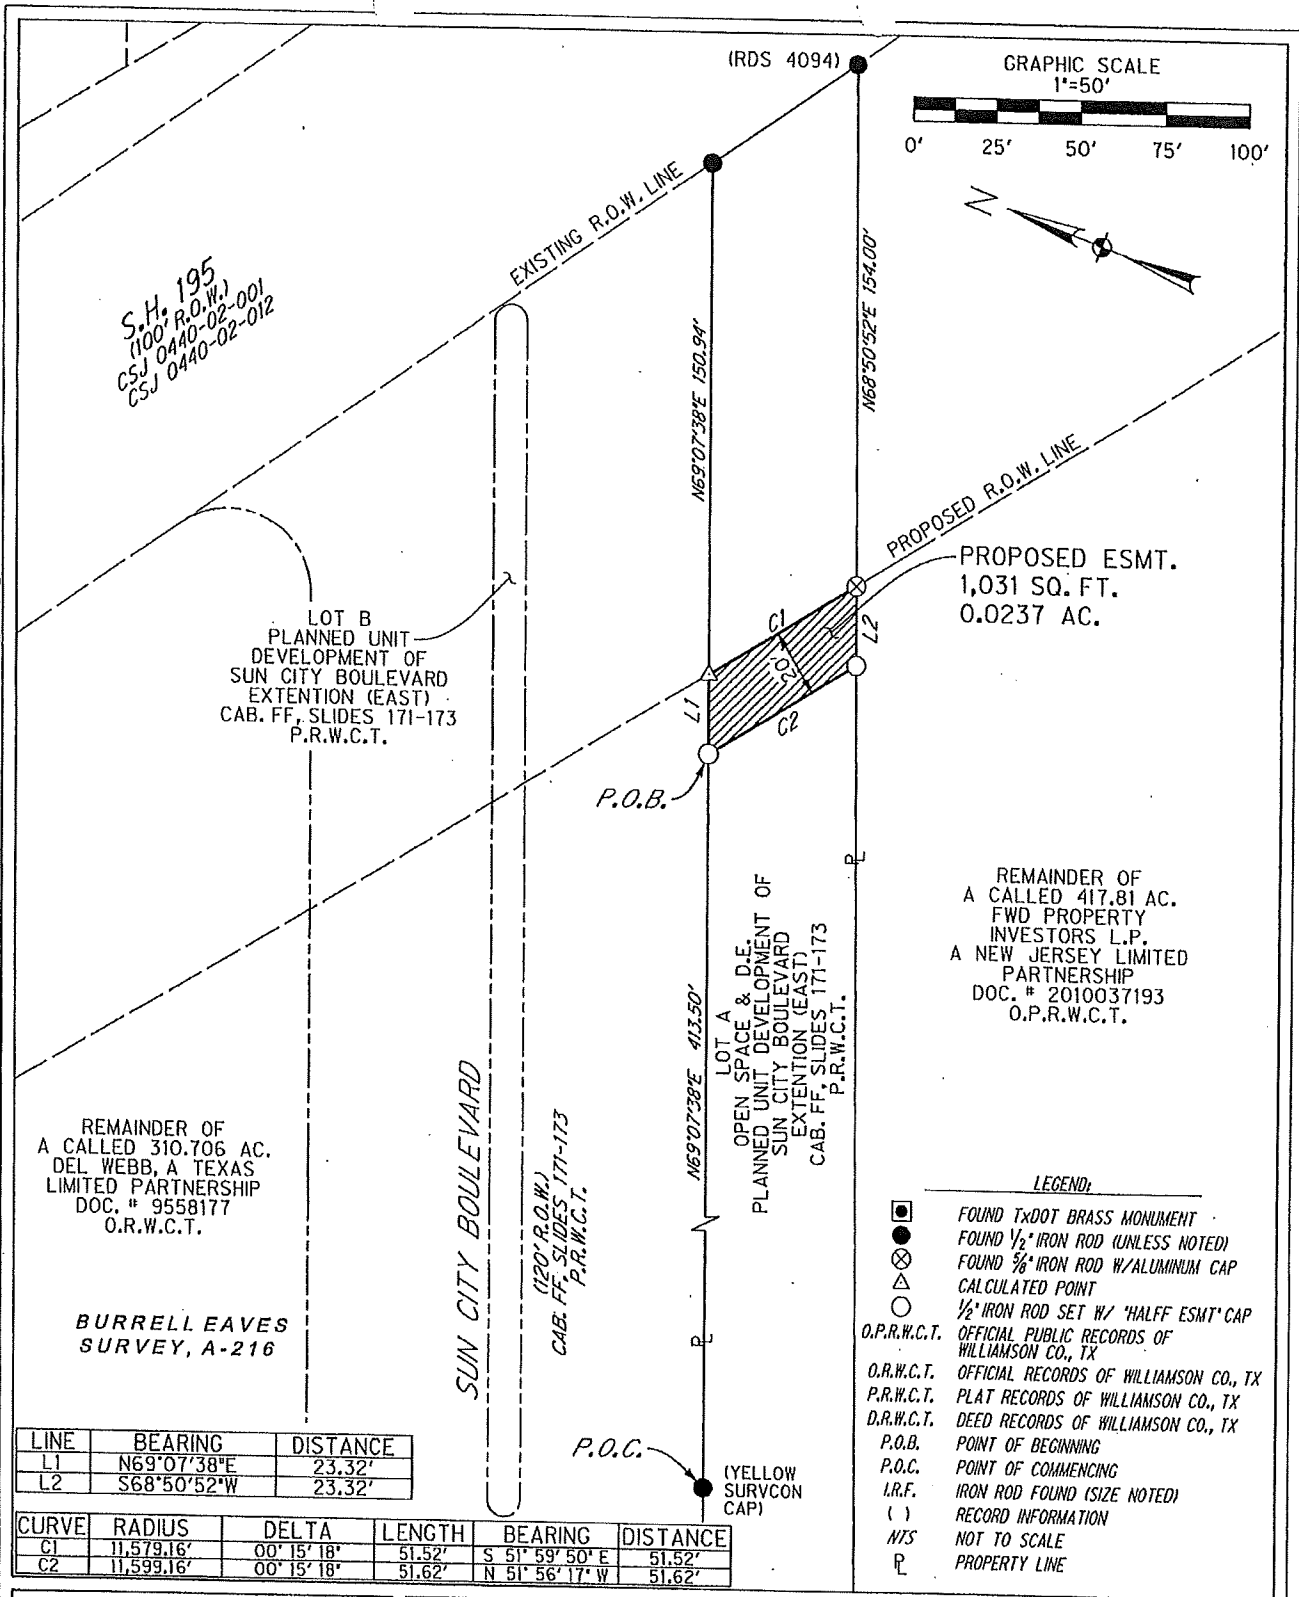 (RDS 4094)
GRAPHIC SCALE
1"=50'
0' 25' 50' 75' 100'
N
EXISTING R.O.W. LINE
S.H. 195
(100' R.O.W.)
CSJ 0440-02-001
CSJ 0440-02-012
N69°07'38"E 150.94'
N68°50'52"E 154.00'
PROPOSED R.O.W. LINE
PROPOSED ESMT.
1,031 SQ. FT.
0.0237 AC.
LOT B
PLANNED UNIT
DEVELOPMENT OF
SUN CITY BOULEVARD
EXTENTION (EAST)
CAB. FF, SLIDES 171-173
P.R.W.C.T.
C1
L2
20'
L1
C2
P.O.B.
P
L
REMAINDER OF
A CALLED 417.81 AC.
FWD PROPERTY
INVESTORS L.P.
A NEW JERSEY LIMITED
PARTNERSHIP
DOC. # 2010037193
O.P.R.W.C.T.
N69°07'38"E 413.50'
LOT A
OPEN SPACE & D.E.
PLANNED UNIT DEVELOPMENT OF
SUN CITY BOULEVARD
EXTENTION (EAST)
CAB. FF, SLIDES 171-173
P.R.W.C.T.
SUN CITY BOULEVARD
(120' R.O.W.)
CAB. FF, SLIDES 171-173
P.R.W.C.T.
REMAINDER OF
A CALLED 310.706 AC.
DEL WEBB, A TEXAS
LIMITED PARTNERSHIP
DOC. # 9558177
O.R.W.C.T.
BURRELL EAVES
SURVEY, A-216
P
L
P.O.C.
(YELLOW
SURVCON
CAP)
LEGEND:
FOUND TxDOT BRASS MONUMENT
FOUND 1/2" IRON ROD (UNLESS NOTED)
FOUND 5/8" IRON ROD W/ALUMINUM CAP
CALCULATED POINT
1/2" IRON ROD SET W/ "HALFF ESMT" CAP
O.P.R.W.C.T. OFFICIAL PUBLIC RECORDS OF
WILLIAMSON CO., TX
O.R.W.C.T. OFFICIAL RECORDS OF WILLIAMSON CO., TX
P.R.W.C.T. PLAT RECORDS OF WILLIAMSON CO., TX
D.R.W.C.T. DEED RECORDS OF WILLIAMSON CO., TX
P.O.B. POINT OF BEGINNING
P.O.C. POINT OF COMMENCING
I.R.F. IRON ROD FOUND (SIZE NOTED)
( ) RECORD INFORMATION
NTS NOT TO SCALE
PL PROPERTY LINE
LINE BEARING DISTANCE
L1 N69°07'38"E 23.32'
L2 S68°50'52"W 23.32'
CURVE RADIUS DELTA LENGTH BEARING DISTANCE
C1 11,579.16' 00° 15' 18" 51.52' S 51° 59' 50" E 51.52'
C2 11,599.16' 00° 15' 18" 51.62' N 51° 56' 17" W 51.62'